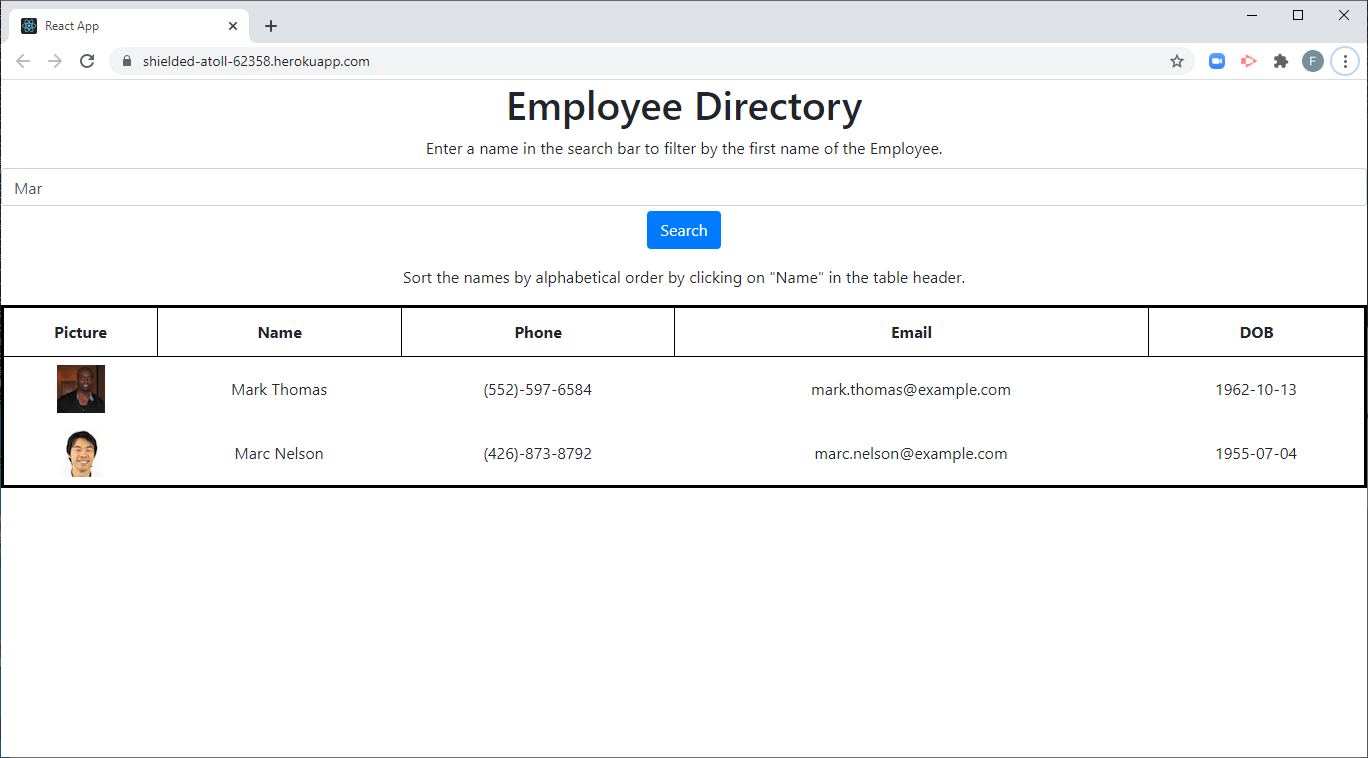 React App
shielded-atoll-62358.herokuapp.com
F
Employee Directory
Enter a name in the search bar to filter by the first name of the Employee.
Mar
Search
Sort the names by alphabetical order by clicking on "Name" in the table header.
Picture Name Phone Email DOB
Mark Thomas (552)-597-6584 mark.thomas@example.com 1962-10-13
Marc Nelson (426)-873-8792 marc.nelson@example.com 1955-07-04